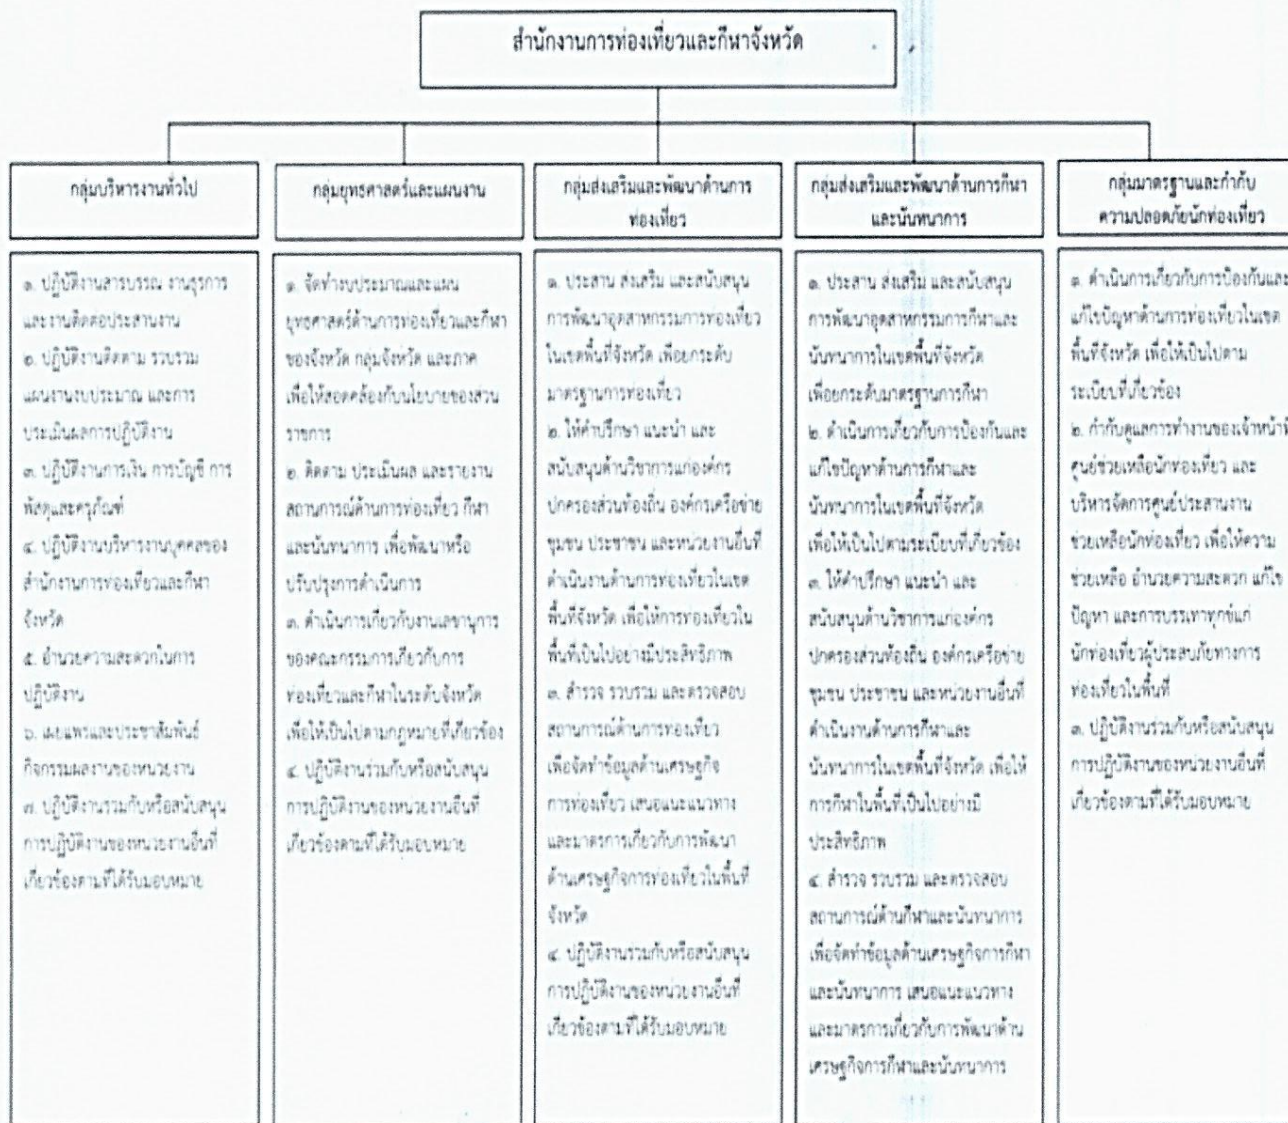 สำนักงานการท่องเที่ยวและกีฬาจังหวัด
กลุ่มบริหารงานทั่วไป
๑. ปฏิบัติงานสารบรรณ งานธุรการ
และงานติดต่อประสานงาน
๒. ปฏิบัติงานติดตาม รวบรวม
แผนงานงบประมาณ และการ
ประเมินผลการปฏิบัติงาน
๓. ปฏิบัติงานการเงิน การบัญชี การ
พัสดุและครุภัณฑ์
๔. ปฏิบัติงานบริหารงานบุคคลของ
สำนักงานการท่องเที่ยวและกีฬา
จังหวัด
๕. อำนวยความสะดวกในการ
ปฏิบัติงาน
๖. เผยแพร่และประชาสัมพันธ์
กิจกรรมผลงานของหน่วยงาน
๗. ปฏิบัติงานร่วมกับหรือสนับสนุน
การปฏิบัติงานของหน่วยงานอื่นที่
เกี่ยวข้องตามที่ได้รับมอบหมาย
กลุ่มยุทธศาสตร์และแผนงาน
๑. จัดทำงบประมาณและแผน
ยุทธศาสตร์ด้านการท่องเที่ยวและกีฬา
ของจังหวัด กลุ่มจังหวัด และภาค
เพื่อให้สอดคล้องกับนโยบายของส่วน
ราชการ
๒. ติดตาม ประเมินผล และรายงาน
สถานการณ์ด้านการท่องเที่ยว กีฬา
และนันทนาการ เพื่อพัฒนาหรือ
ปรับปรุงการดำเนินการ
๓. ดำเนินการเกี่ยวกับงานเลขานุการ
ของคณะกรรมการเกี่ยวกับการ
ท่องเที่ยวและกีฬาในระดับจังหวัด
เพื่อให้เป็นไปตามกฎหมายที่เกี่ยวข้อง
๔. ปฏิบัติงานร่วมกับหรือสนับสนุน
การปฏิบัติงานของหน่วยงานอื่นที่
เกี่ยวข้องตามที่ได้รับมอบหมาย
กลุ่มส่งเสริมและพัฒนาด้านการ
ท่องเที่ยว
๑. ประสาน ส่งเสริม และสนับสนุน
การพัฒนาอุตสาหกรรมการท่องเที่ยว
ในเขตพื้นที่จังหวัด เพื่อยกระดับ
มาตรฐานการท่องเที่ยว
๒. ให้คำปรึกษา แนะนำ และ
สนับสนุนด้านวิชาการแก่องค์กร
ปกครองส่วนท้องถิ่น องค์กรเครือข่าย
ชุมชน ประชาชน และหน่วยงานอื่นที่
ดำเนินงานด้านการท่องเที่ยวในเขต
พื้นที่จังหวัด เพื่อให้การท่องเที่ยวใน
พื้นที่เป็นไปอย่างมีประสิทธิภาพ
๓. สำรวจ รวบรวม และตรวจสอบ
สถานการณ์ด้านการท่องเที่ยว
เพื่อจัดทำข้อมูลด้านเศรษฐกิจ
การท่องเที่ยว เสนอแนะแนวทาง
และมาตรการเกี่ยวกับการพัฒนา
ด้านเศรษฐกิจการท่องเที่ยวในพื้นที่
จังหวัด
๔. ปฏิบัติงานร่วมกับหรือสนับสนุน
การปฏิบัติงานของหน่วยงานอื่นที่
เกี่ยวข้องตามที่ได้รับมอบหมาย
กลุ่มส่งเสริมและพัฒนาด้านการกีฬา
และนันทนาการ
๑. ประสาน ส่งเสริม และสนับสนุน
การพัฒนาอุตสาหกรรมการกีฬาและ
นันทนาการในเขตพื้นที่จังหวัด
เพื่อยกระดับมาตรฐานการกีฬา
๒. ดำเนินการเกี่ยวกับการป้องกันและ
แก้ไขปัญหาด้านการกีฬาและ
นันทนาการในเขตพื้นที่จังหวัด
เพื่อให้เป็นไปตามระเบียบที่เกี่ยวข้อง
๓. ให้คำปรึกษา แนะนำ และ
สนับสนุนด้านวิชาการแก่องค์กร
ปกครองส่วนท้องถิ่น องค์กรเครือข่าย
ชุมชน ประชาชน และหน่วยงานอื่นที่
ดำเนินงานด้านการกีฬาและ
นันทนาการในเขตพื้นที่จังหวัด เพื่อให้
การกีฬาในพื้นที่เป็นไปอย่างมี
ประสิทธิภาพ
๔. สำรวจ รวบรวม และตรวจสอบ
สถานการณ์ด้านกีฬาและนันทนาการ
เพื่อจัดทำข้อมูลด้านเศรษฐกิจการกีฬา
และนันทนาการ เสนอแนะแนวทาง
และมาตรการเกี่ยวกับการพัฒนาด้าน
เศรษฐกิจการกีฬาและนันทนาการ
กลุ่มมาตรฐานและกำกับ
ความปลอดภัยนักท่องเที่ยว
๑. ดำเนินการเกี่ยวกับการป้องกันและ
แก้ไขปัญหาด้านการท่องเที่ยวในเขต
พื้นที่จังหวัด เพื่อให้เป็นไปตาม
ระเบียบที่เกี่ยวข้อง
๒. กำกับดูแลการทำงานของเจ้าหน้าที่
ศูนย์ช่วยเหลือนักท่องเที่ยว และ
บริหารจัดการศูนย์ประสานงาน
ช่วยเหลือนักท่องเที่ยว เพื่อให้ความ
ช่วยเหลือ อำนวยความสะดวก แก้ไข
ปัญหา และการบรรเทาทุกข์แก่
นักท่องเที่ยวผู้ประสบภัยทางการ
ท่องเที่ยวในพื้นที่
๓. ปฏิบัติงานร่วมกับหรือสนับสนุน
การปฏิบัติงานของหน่วยงานอื่นที่
เกี่ยวข้องตามที่ได้รับมอบหมาย